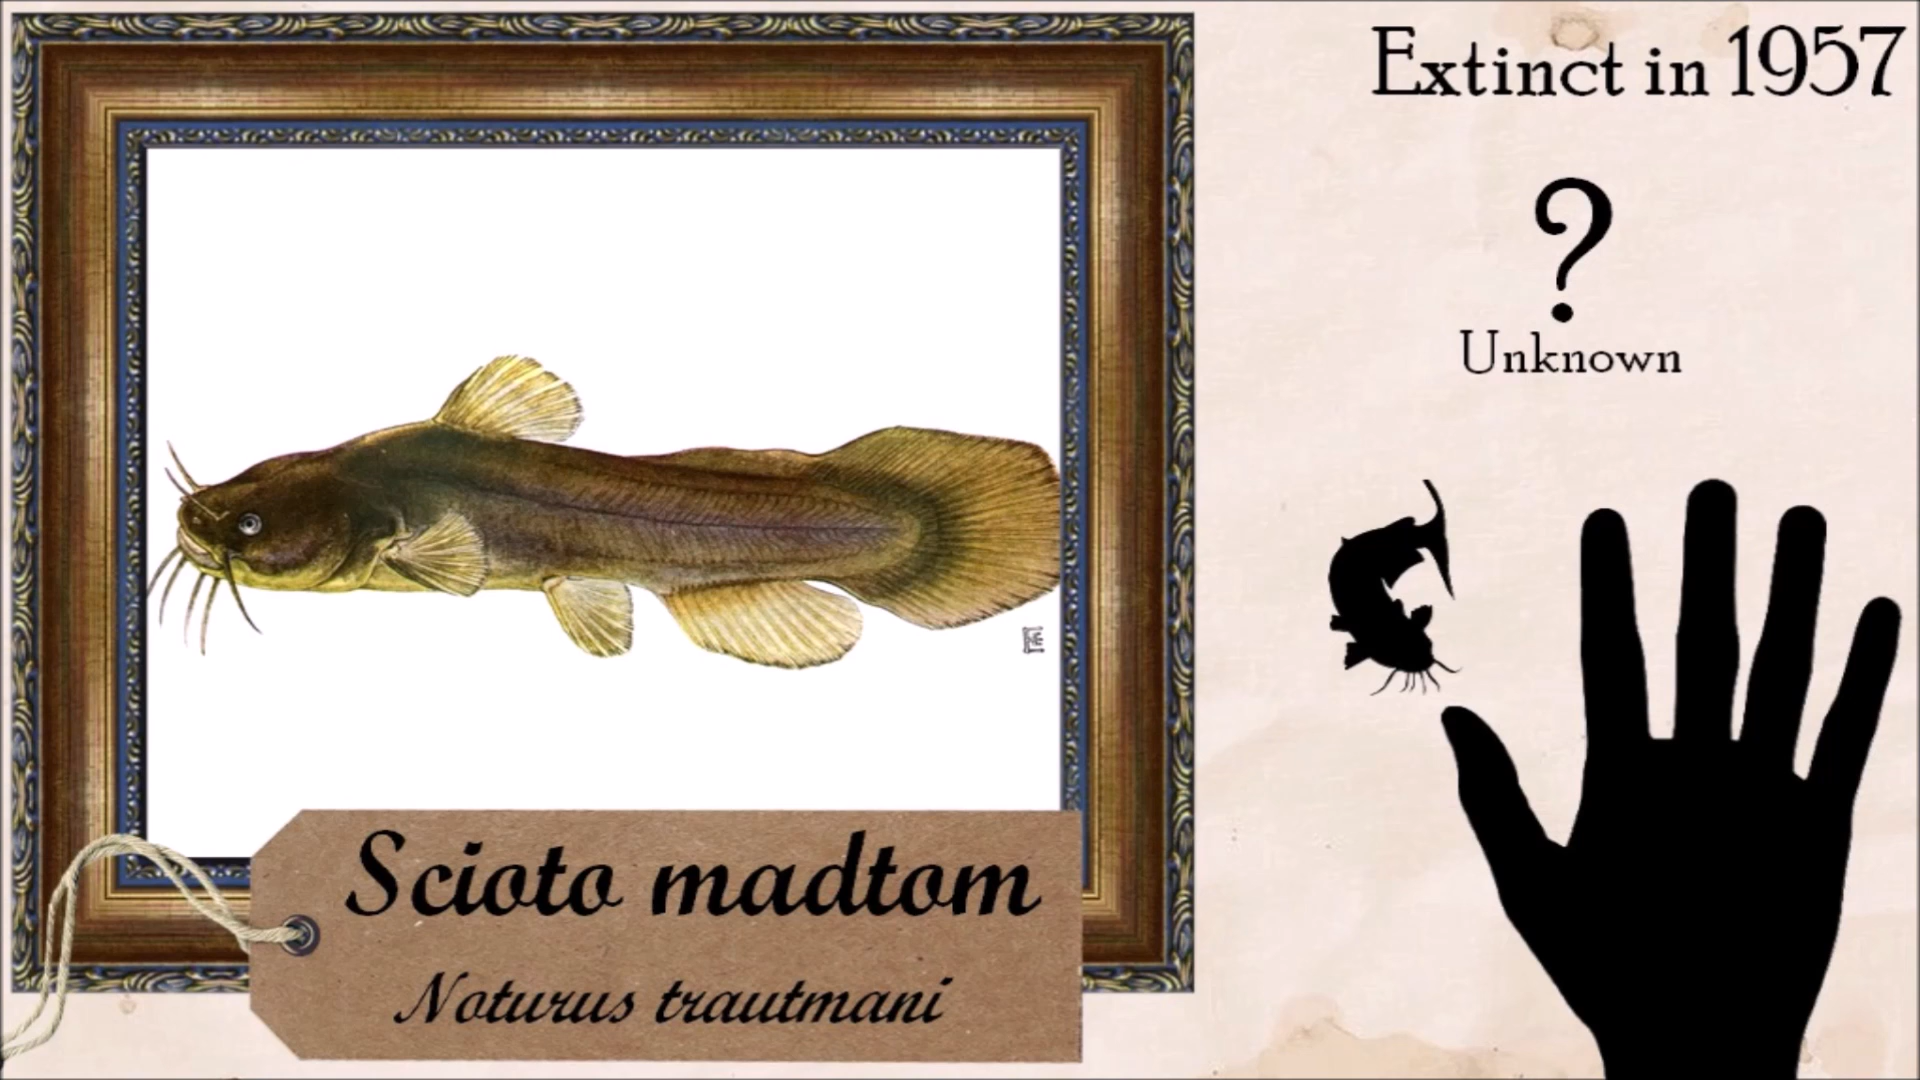 Extinct in 1957
?
Unknown
Scioto madtom
Noturus trautmani